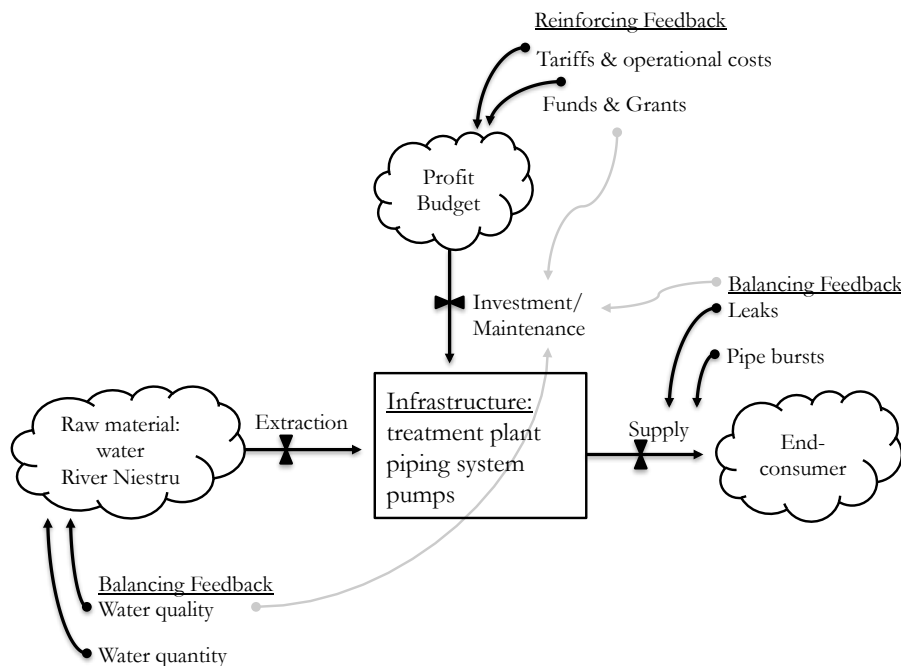 Reinforcing Feedback
Tariffs & operational costs
Funds & Grants
Profit
Budget
Investment/
Maintenance
Balancing Feedback
Leaks
Pipe bursts
Raw material:
water
River Niestru
Extraction
Infrastructure:
treatment plant
piping system
pumps
Supply
End-
consumer
Balancing Feedback
Water quality
Water quantity